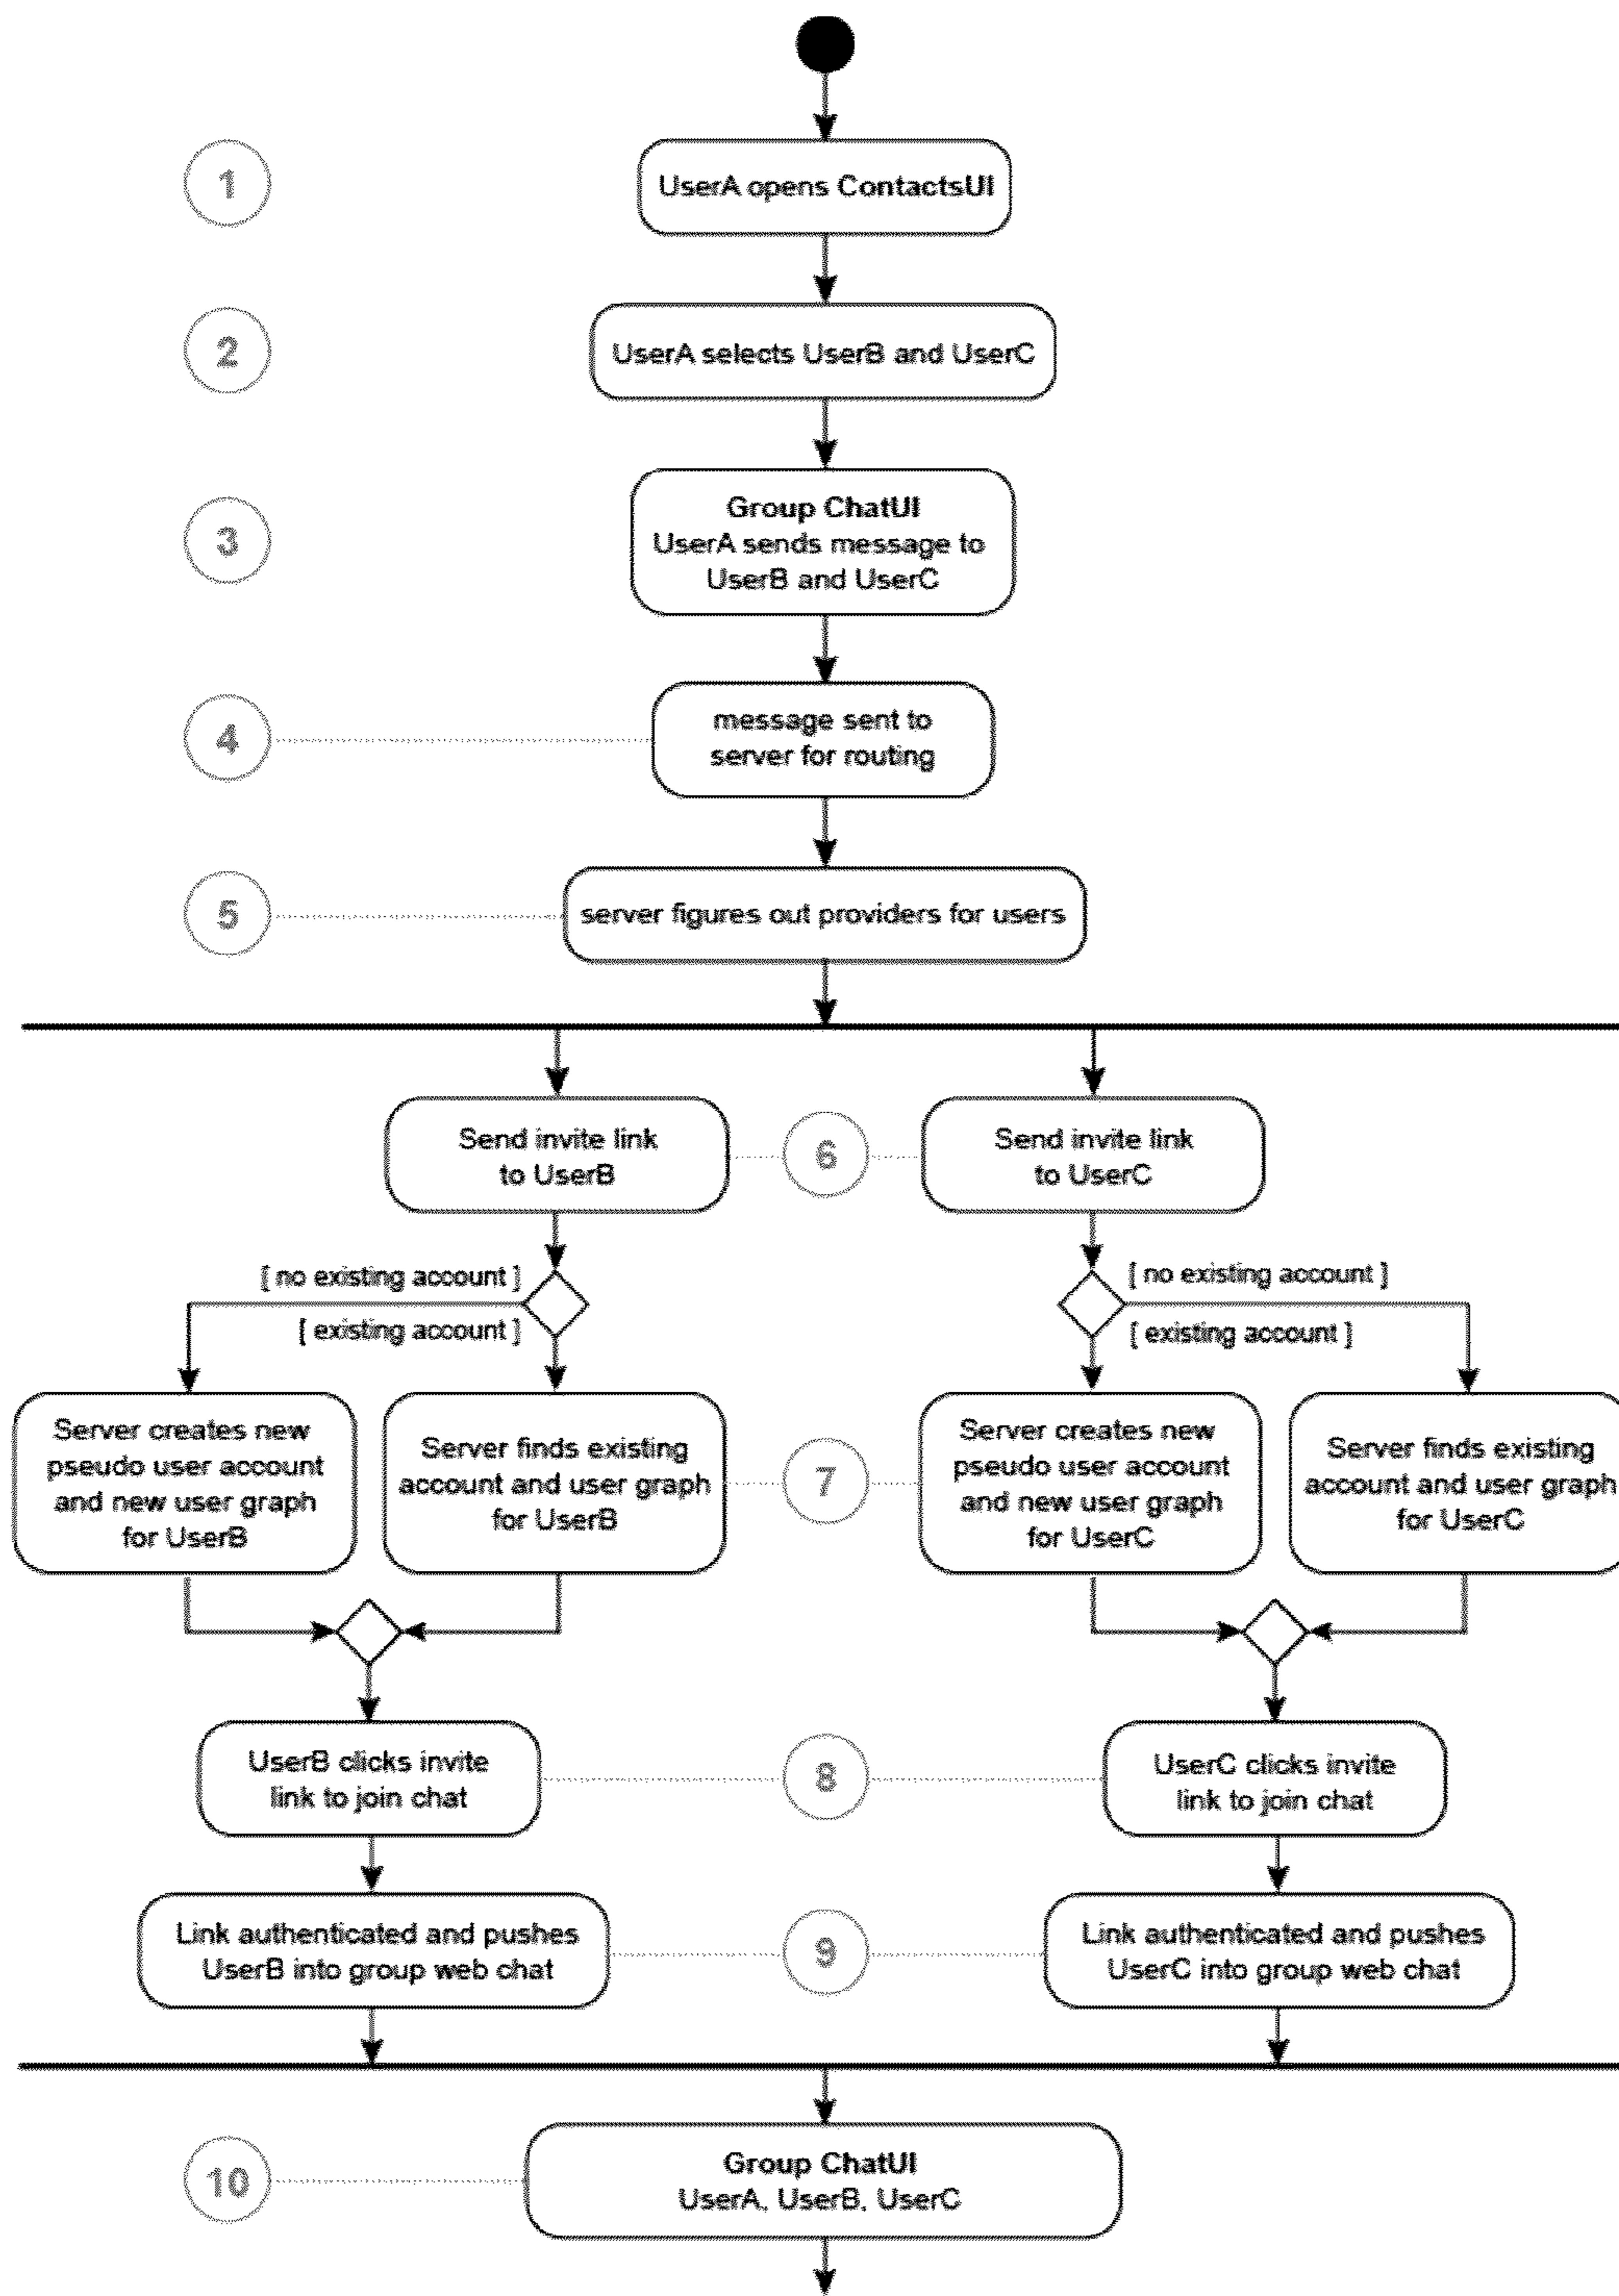 1
UserA opens ContactsUI
2
UserA selects UserB and UserC
3
Group ChatUI
UserA sends message to
UserB and UserC
4
message sent to
server for routing
5
server figures out providers for users
Send invite link
to UserB
6
Send invite link
to UserC
[ no existing account ]
[ existing account ]
[ no existing account ]
[ existing account ]
Server creates new
pseudo user account
and new user graph
for UserB
Server finds existing
account and user graph
for UserB
7
Server creates new
pseudo user account
and new user graph
for UserC
Server finds existing
account and user graph
for UserC
UserB clicks invite
link to join chat
8
UserC clicks invite
link to join chat
Link authenticated and pushes
UserB into group web chat
9
Link authenticated and pushes
UserC into group web chat
10
Group ChatUI
UserA, UserB, UserC